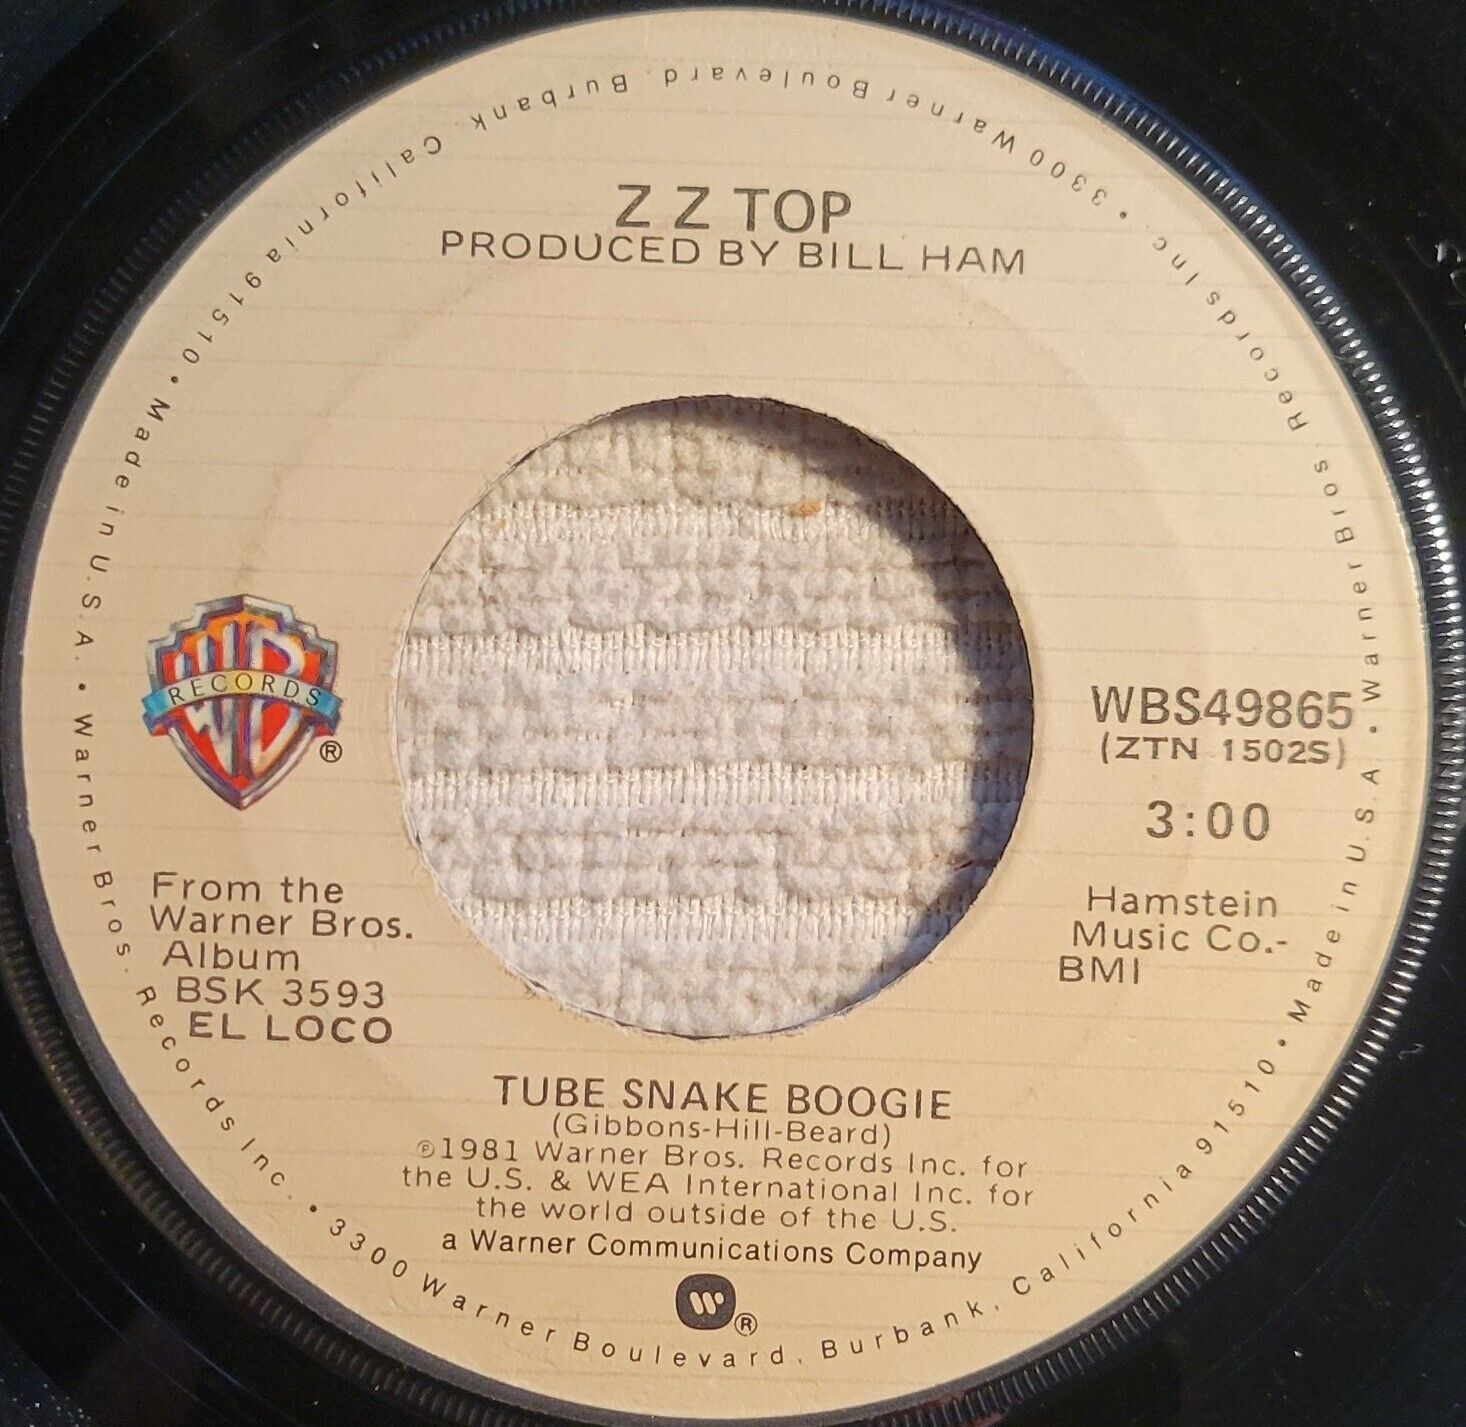 Z Z TOP
PRODUCED BY BILL HAM
RECORDS
®
From the
Warner Bros.
Album
BSK 3593
EL LOCO
WBS49865
(ZTN 1502S)
3:00
Hamstein
Music Co.-
BMI
TUBE SNAKE BOOGIE
(Gibbons-Hill-Beard)
℗1981 Warner Bros. Records Inc. for
the U.S. & WEA International Inc. for
the world outside of the U.S.
a Warner Communications Company
®
Made in U.S.A. • Warner Bros. Records Inc. • 3300 Warner Boulevard, Burbank, California 91510 • Made in U.S.A. • Warner Bros. Records Inc. • 3300 Warner Boulevard, Burbank, California 91510 •